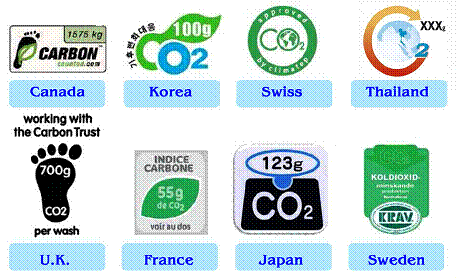 1575 kg
CARBON
counted.com
Canada
기후변화대응
100g
CO2
Korea
approved
CO2
by climatop
Swiss
XXX
2
Thailand
working with
the Carbon Trust
700g
CO2
per wash
U.K.
INDICE
CARBONE
55g
de CO2
voir au dos
France
123g
CO2
Japan
KOLDIOXID-
minskande
KRAV
Sweden